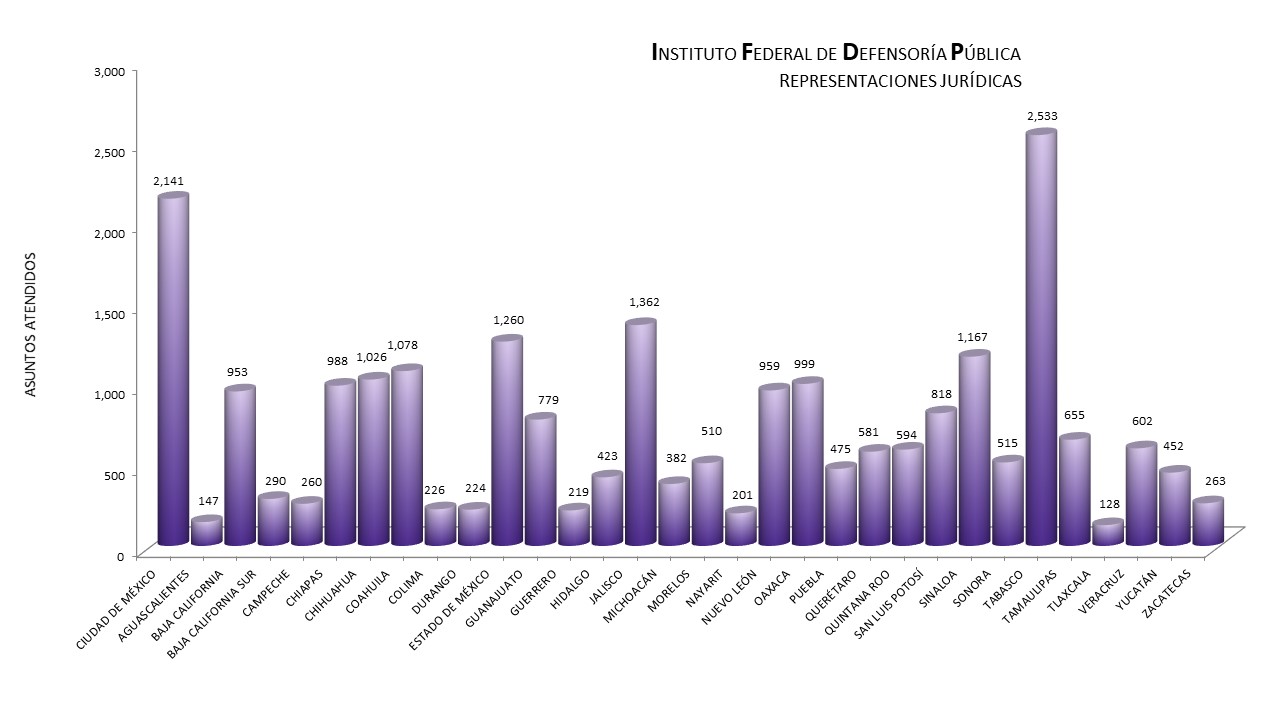 INSTITUTO FEDERAL DE DEFENSORÍA PÚBLICA
REPRESENTACIONES JURÍDICAS
ASUNTOS ATENDIDOS
3,000
2,500
2,000
1,500
1,000
500
0
2,141
147
953
290
260
988
1,026
1,078
226
224
1,260
779
219
423
1,362
382
510
201
959
999
475
581
594
818
1,167
515
2,533
655
128
602
452
263
CIUDAD DE MÉXICO
AGUASCALIENTES
BAJA CALIFORNIA
BAJA CALIFORNIA SUR
CAMPECHE
CHIAPAS
CHIHUAHUA
COAHUILA
COLIMA
DURANGO
ESTADO DE MÉXICO
GUANAJUATO
GUERRERO
HIDALGO
JALISCO
MICHOACÁN
MORELOS
NAYARIT
NUEVO LEÓN
OAXACA
PUEBLA
QUERÉTARO
QUINTANA ROO
SAN LUIS POTOSÍ
SINALOA
SONORA
TABASCO
TAMAULIPAS
TLAXCALA
VERACRUZ
YUCATÁN
ZACATECAS